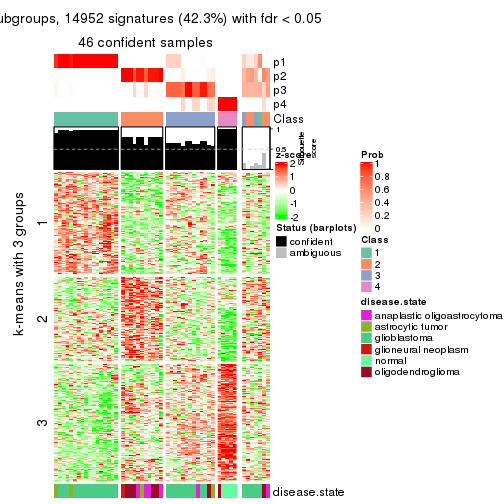 ubgroups, 14952 signatures (42.3%) with fdr < 0.05
46 confident samples
p1
p2
p3
p4
Class
1
0.5
Silhouette
score
z-score
2
1
0
-1
-2
Status (barplots)
confident
ambiguous
Prob
1
0.8
0.6
0.4
0.2
0
Class
1
2
3
4
disease.state
anaplastic oligoastrocytoma
astrocytic tumor
glioblastoma
glioneural neoplasm
normal
oligodendroglioma
k-means with 3 groups
1
2
3
disease.state